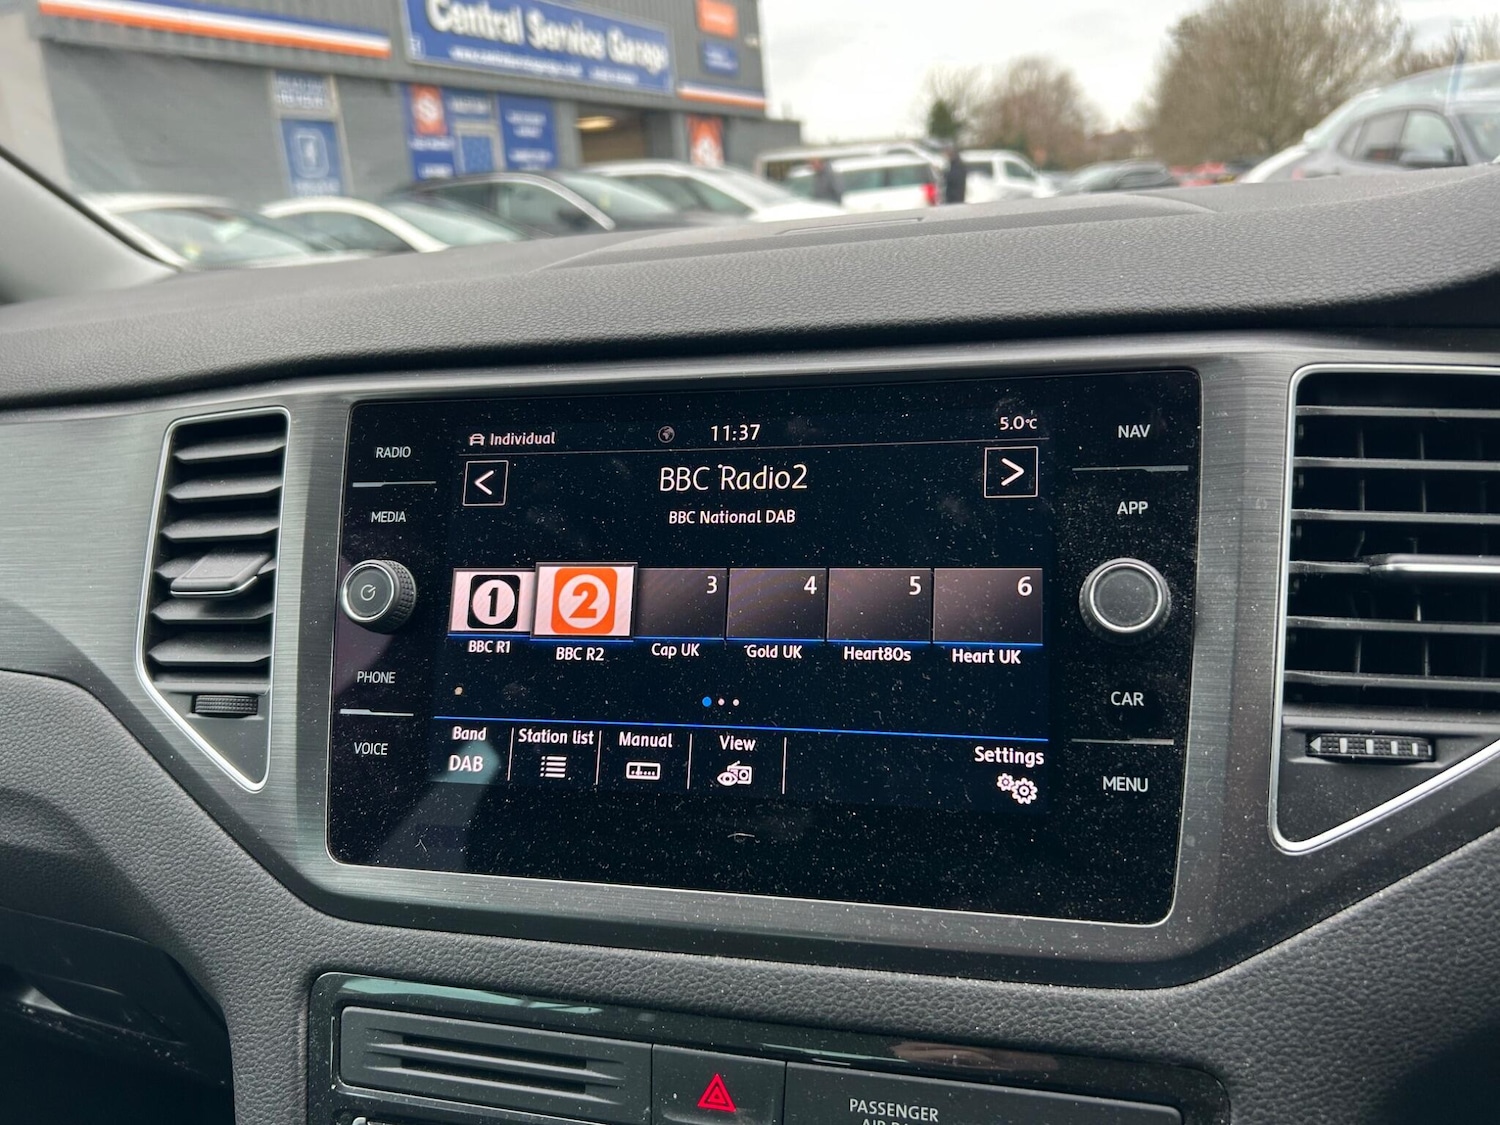 Central Service Garage
RADIO
MEDIA
PHONE
VOICE
Individual
11:37
5.0°C
<
BBC Radio2
>
BBC National DAB
1
2
3
4
5
6
BBC R1
BBC R2
Cap UK
Gold UK
Heart80s
Heart UK
Band
DAB
Station list
Manual
View
Settings
NAV
APP
CAR
MENU
PASSENGER